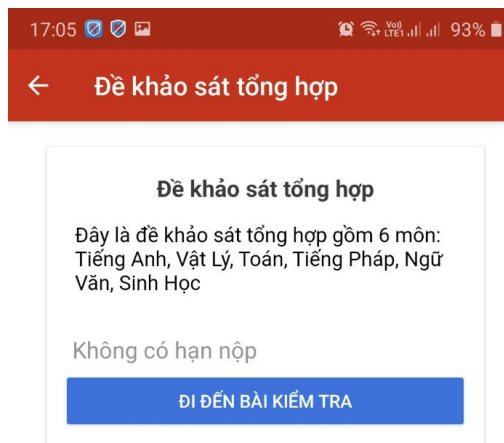 17:05 Vo)) LTE1 93%
Đề khảo sát tổng hợp
Đề khảo sát tổng hợp
Đây là đề khảo sát tổng hợp gồm 6 môn:
Tiếng Anh, Vật Lý, Toán, Tiếng Pháp, Ngữ
Văn, Sinh Học
Không có hạn nộp
ĐI ĐẾN BÀI KIỂM TRA